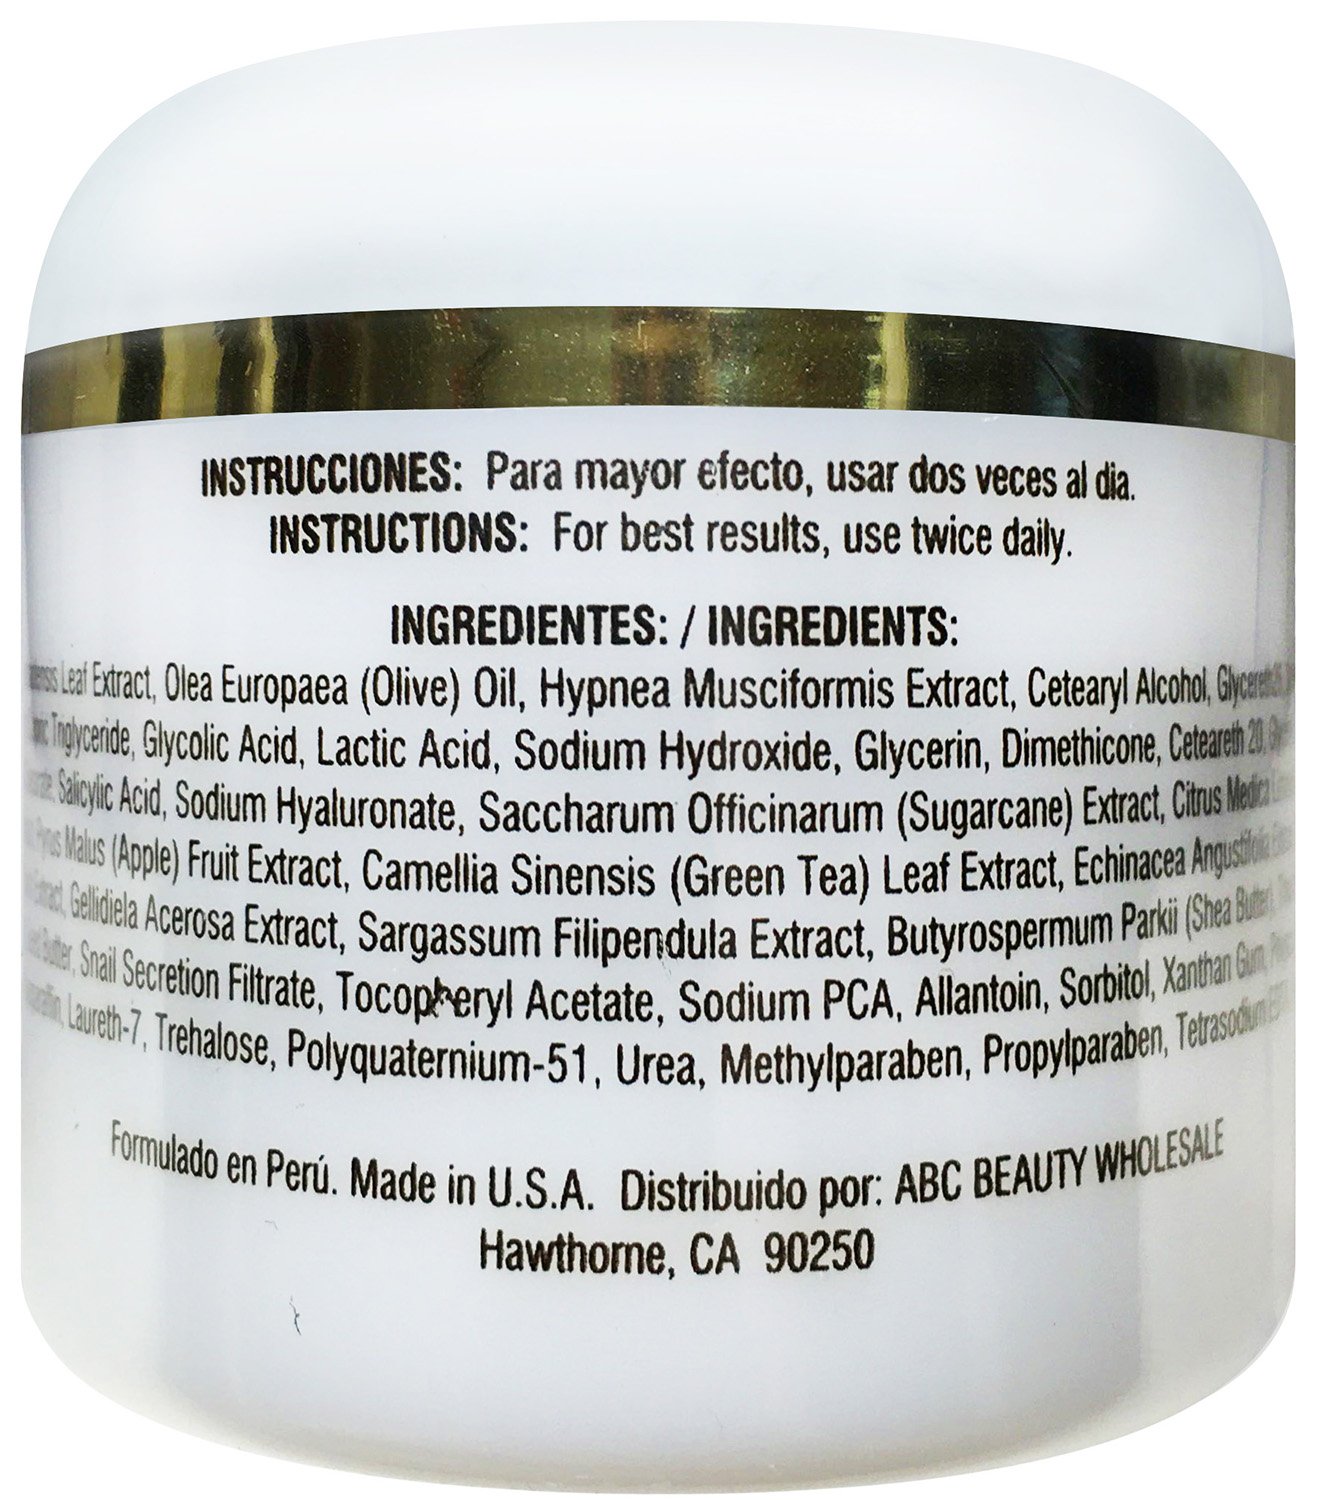 INSTRUCCIONES: Para mayor efecto, usar dos veces al dia.
INSTRUCTIONS: For best results, use twice daily.
INGREDIENTES: / INGREDIENTS:
Leaf Extract, Olea Europaea (Olive) Oil, Hypnea Musciformis Extract, Cetearyl Alcohol,
Triglyceride, Glycolic Acid, Lactic Acid, Sodium Hydroxide, Glycerin, Dimethicone, Ceteareth 20,
Salicylic Acid, Sodium Hyaluronate, Saccharum Officinarum (Sugarcane) Extract, Citrus Medica
Pyrus Malus (Apple) Fruit Extract, Camellia Sinensis (Green Tea) Leaf Extract, Echinacea Angustifolia
Extract, Gellidiela Acerosa Extract, Sargassum Filipendula Extract, Butyrospermum Parkii (Shea Butter),
Butter, Snail Secretion Filtrate, Tocopheryl Acetate, Sodium PCA, Allantoin, Sorbitol, Xanthan Gum,
Laureth-7, Trehalose, Polyquaternium-51, Urea, Methylparaben, Propylparaben, Tetrasodium
Formulado en Perú. Made in U.S.A. Distribuido por: ABC BEAUTY WHOLESALE
Hawthorne, CA 90250